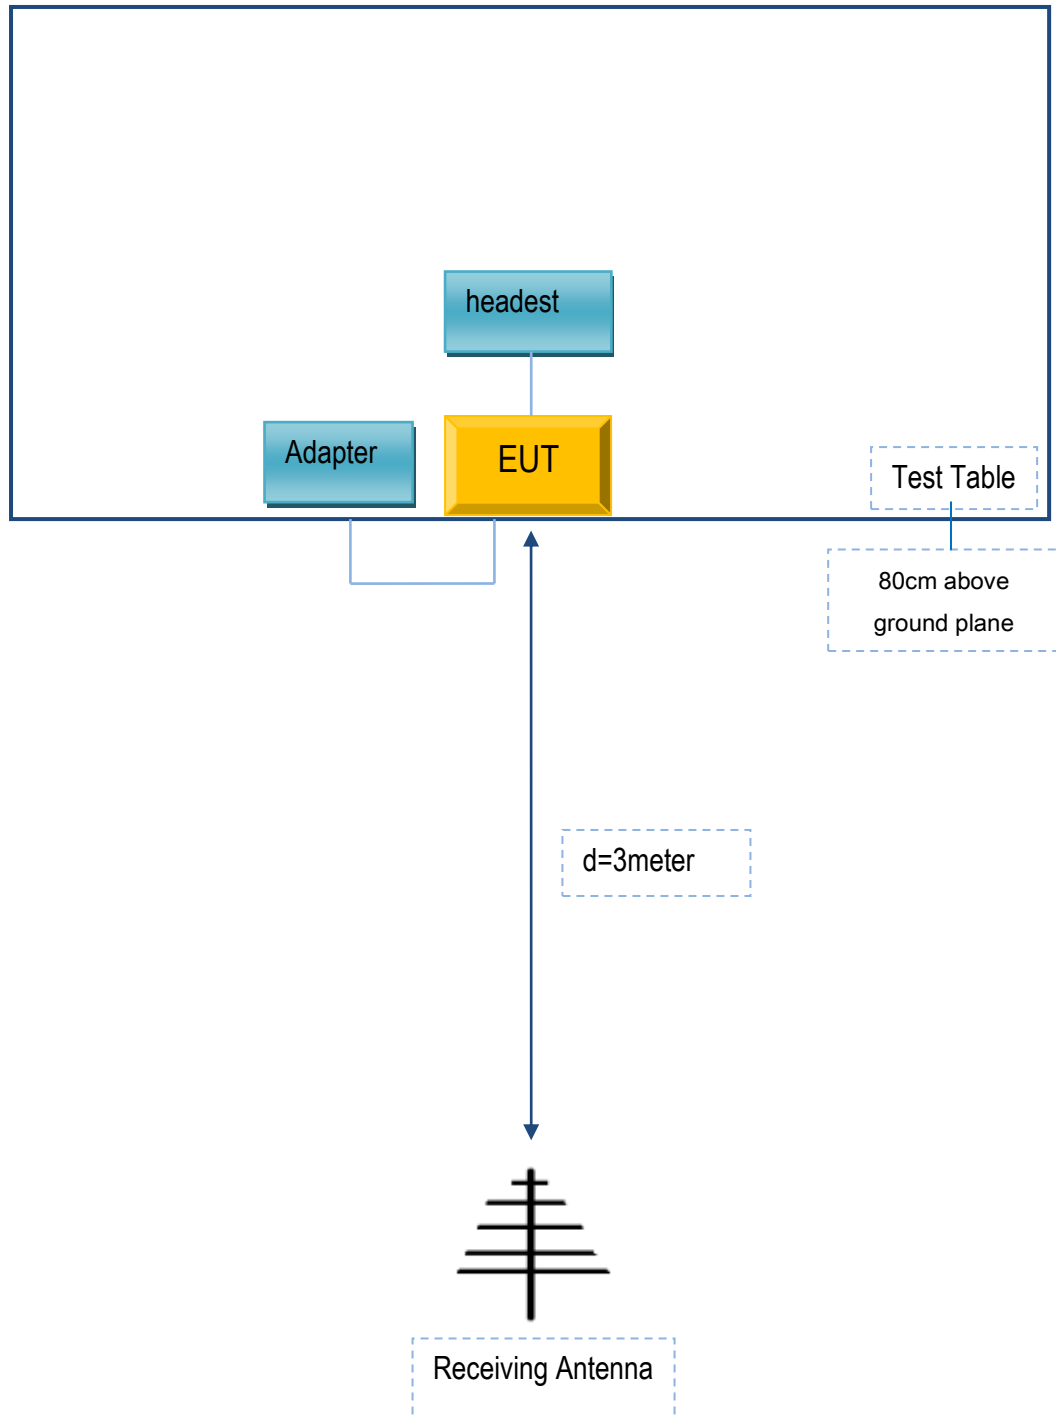 headest
Adapter
EUT
Test Table
80cm above
ground plane
d=3meter
Receiving Antenna